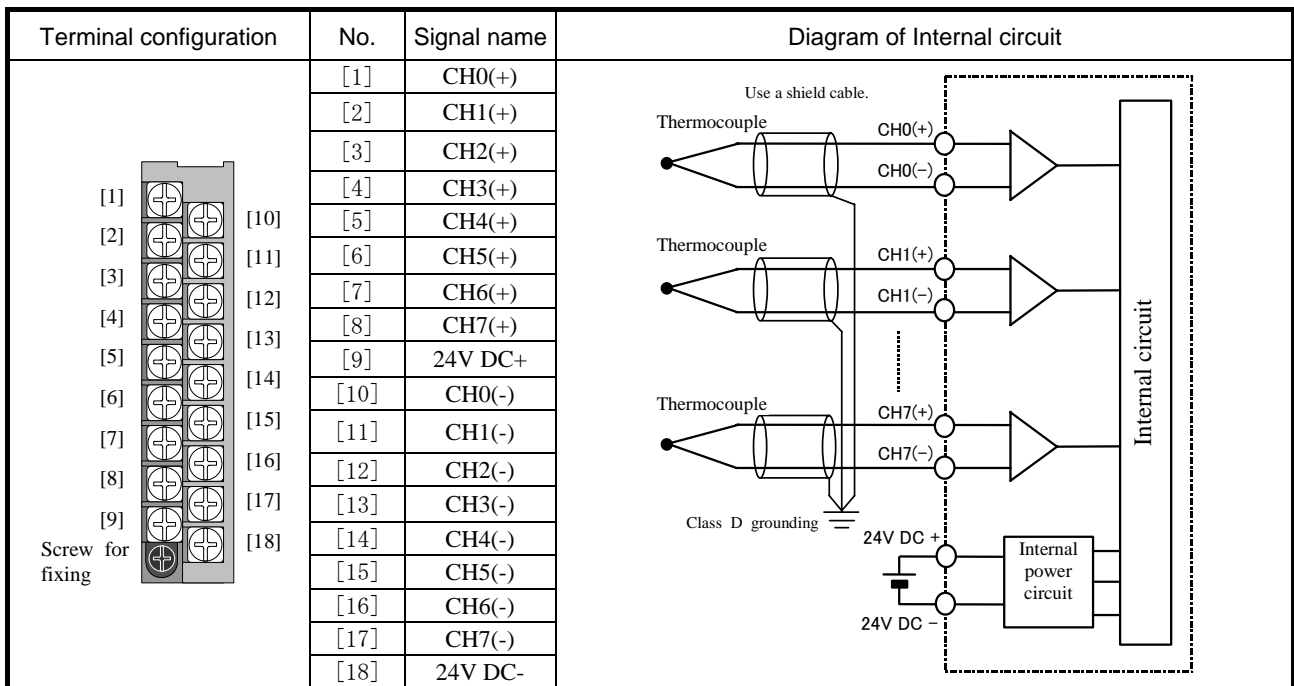 Terminal configuration No. Signal name Diagram of Internal circuit
[1]
[2]
[3]
[4]
[5]
[6]
[7]
[8]
[9]
Screw for
fixing
[10]
[11]
[12]
[13]
[14]
[15]
[16]
[17]
[18]
[1] CH0(+)
[2] CH1(+)
[3] CH2(+)
[4] CH3(+)
[5] CH4(+)
[6] CH5(+)
[7] CH6(+)
[8] CH7(+)
[9] 24V DC+
[10] CH0(-)
[11] CH1(-)
[12] CH2(-)
[13] CH3(-)
[14] CH4(-)
[15] CH5(-)
[16] CH6(-)
[17] CH7(-)
[18] 24V DC-
Use a shield cable.
Thermocouple
CH0(+)
CH0(−)
Thermocouple
CH1(+)
CH1(−)
Thermocouple
CH7(+)
CH7(−)
Class D grounding
24V DC +
24V DC −
Internal
power
circuit
Internal circuit